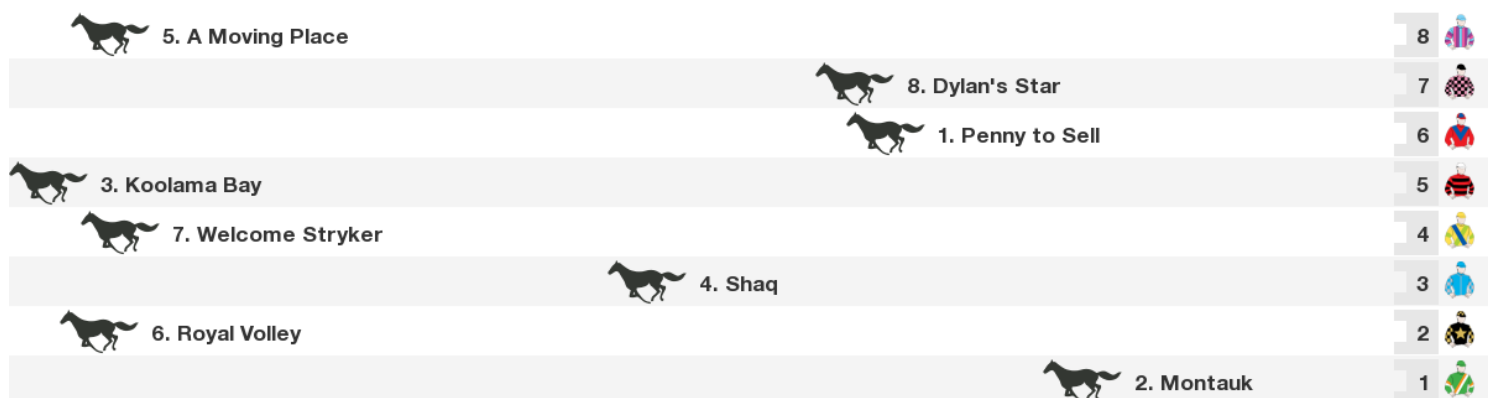 5. A Moving Place 8
8. Dylan's Star 7
1. Penny to Sell 6
3. Koolama Bay 5
7. Welcome Stryker 4
4. Shaq 3
6. Royal Volley 2
2. Montauk 1